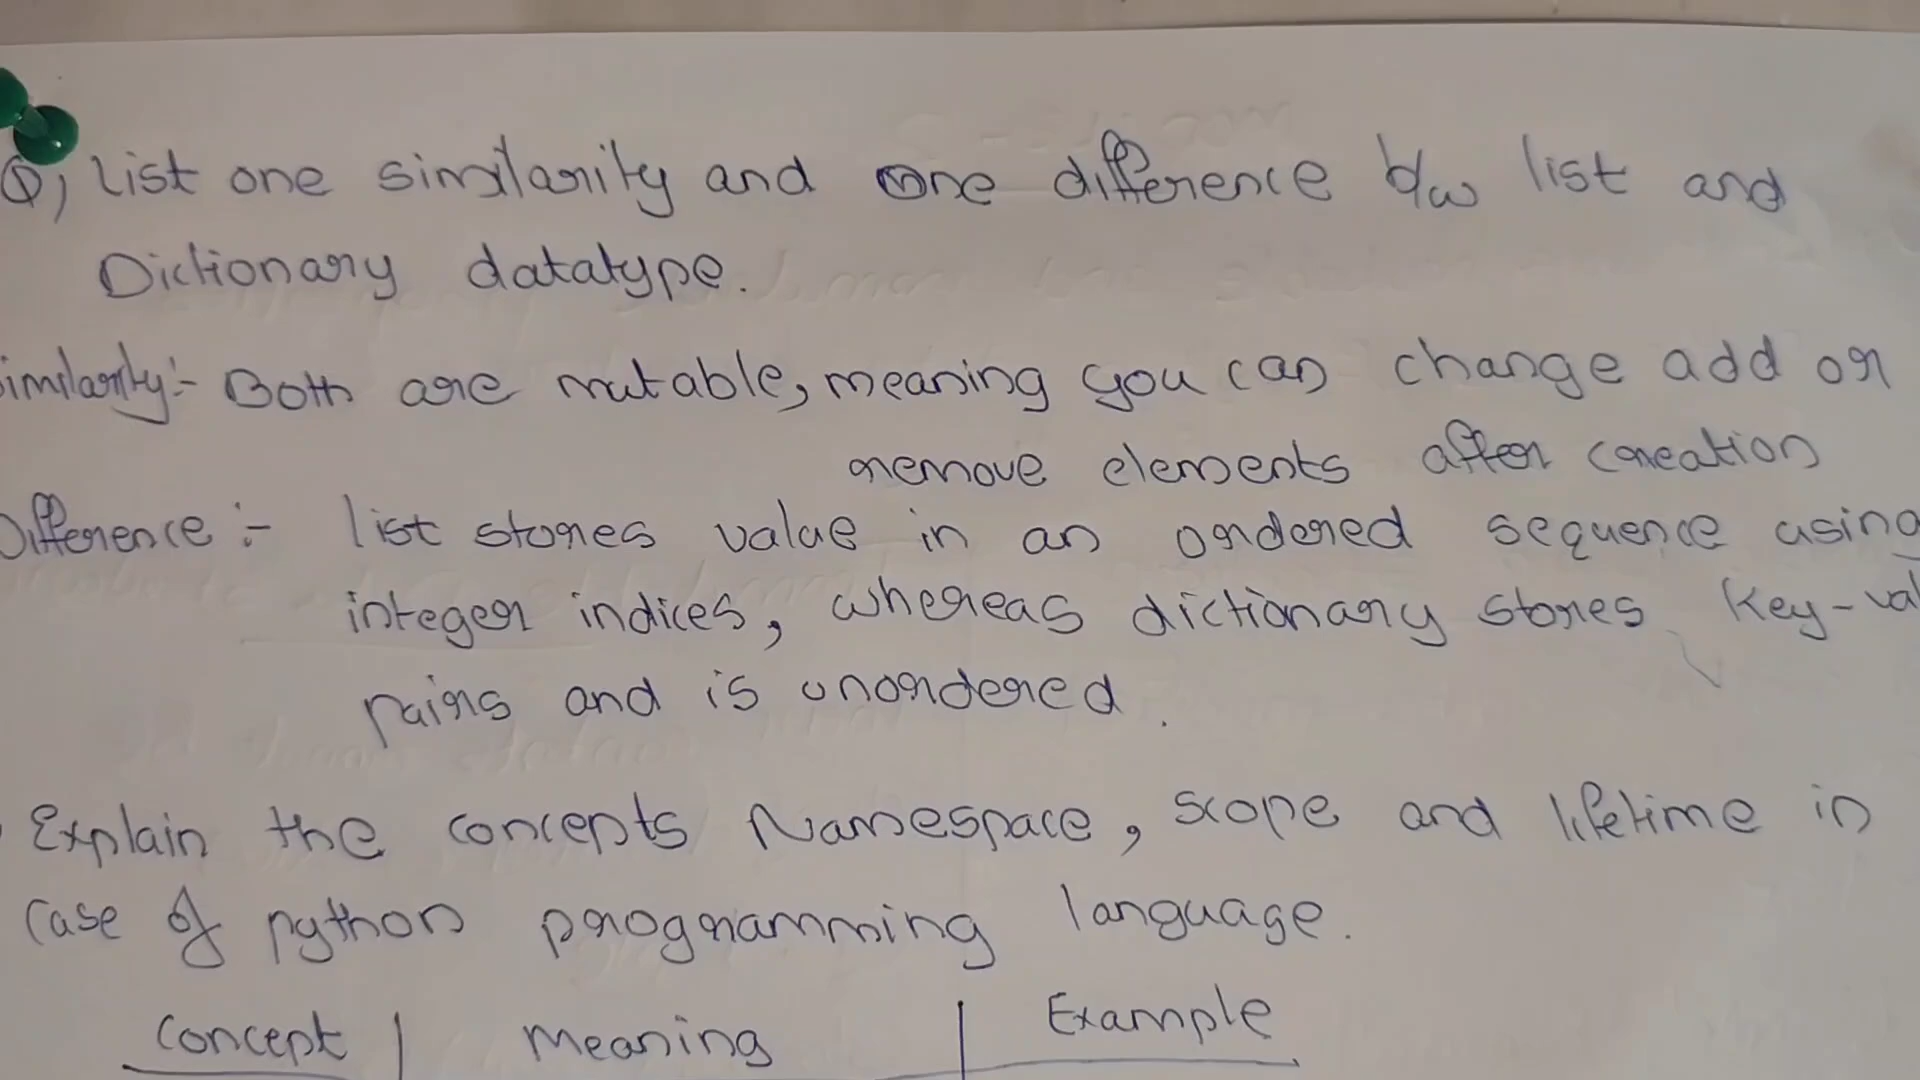 Q, List one similarity and one difference b/w list and
Dictionary datatype.
Similarity:- Both are mutable, meaning you can change add or
remove elements after creation
Difference :- list stores value in an ordered sequence using
integer indices, whereas dictionary stores key-val
pairs and is unordered.
Explain the concepts Namespace, scope and lifetime in
case of python programming language.
Concept | Meaning | Example